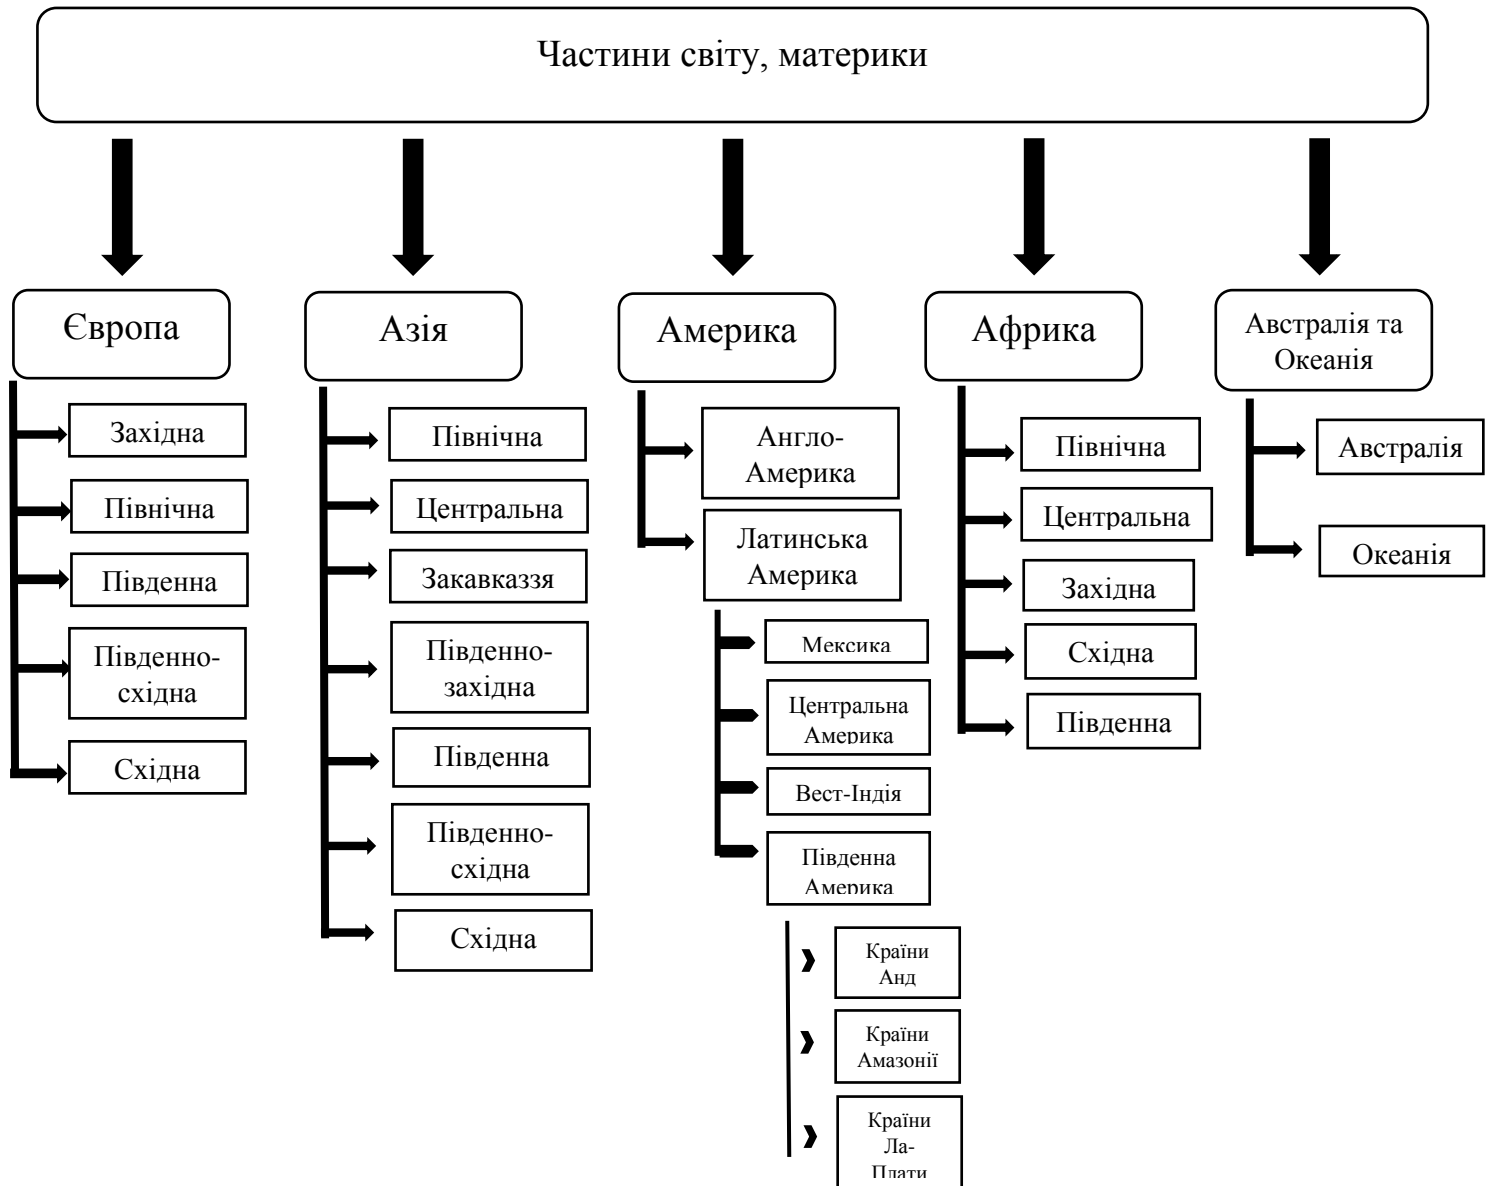 Частини світу, материки
Європа
Західна
Північна
Південна
Південно-
східна
Східна
Азія
Північна
Центральна
Закавказзя
Південно-
західна
Південна
Південно-
східна
Східна
Америка
Англо-
Америка
Латинська
Америка
Мексика
Центральна
Америка
Вест-Індія
Південна
Америка
Країни
Анд
Країни
Амазонії
Країни
Ла-
Плати
Африка
Північна
Центральна
Західна
Східна
Південна
Австралія та
Океанія
Австралія
Океанія